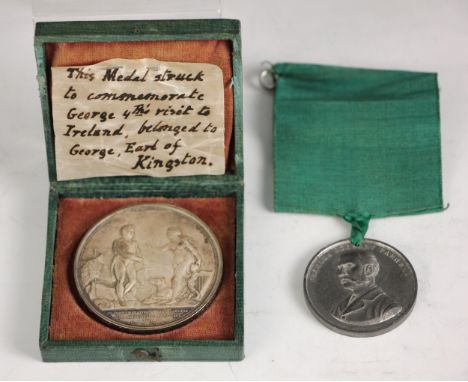 This Medal struck
to commemorate
George 4th's visit to
Ireland, belonged to
George, Earl of
Kingston.